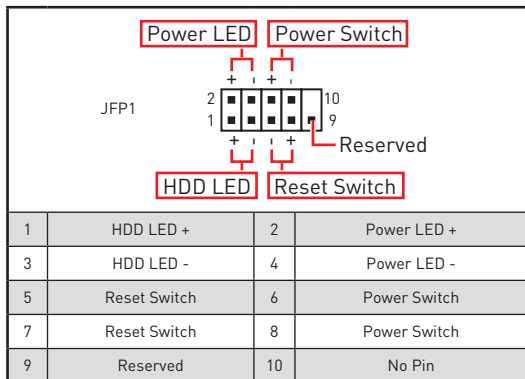 Power LED Power Switch
+ - + -
JFP1
2 10
1 9
+ - - +
Reserved
HDD LED Reset Switch
1 HDD LED + 2 Power LED +
3 HDD LED - 4 Power LED -
5 Reset Switch 6 Power Switch
7 Reset Switch 8 Power Switch
9 Reserved 10 No Pin